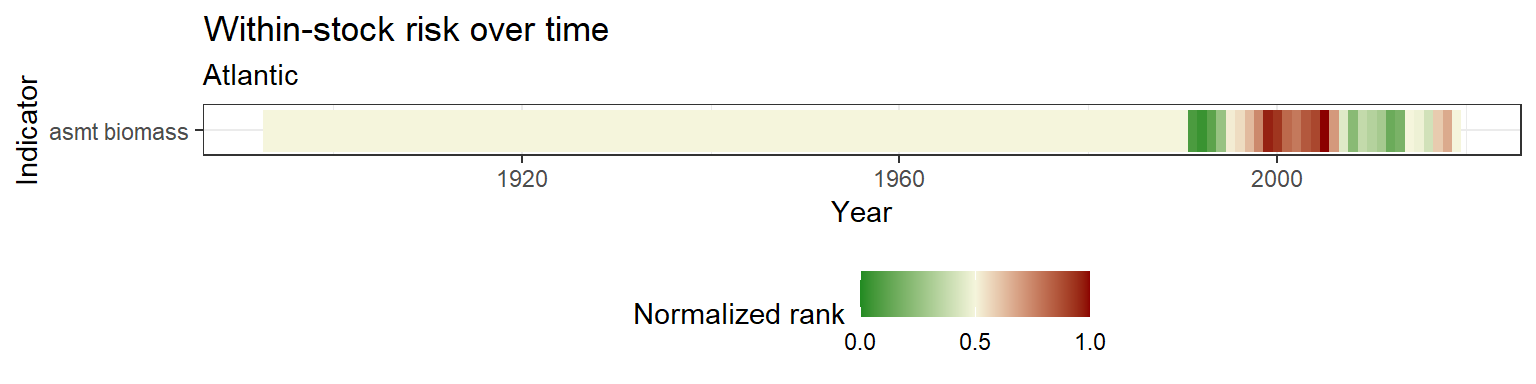 Within-stock risk over time
Atlantic
Indicator
asmt biomass
1920 1960 2000
Year
Normalized rank
0.0 0.5 1.0